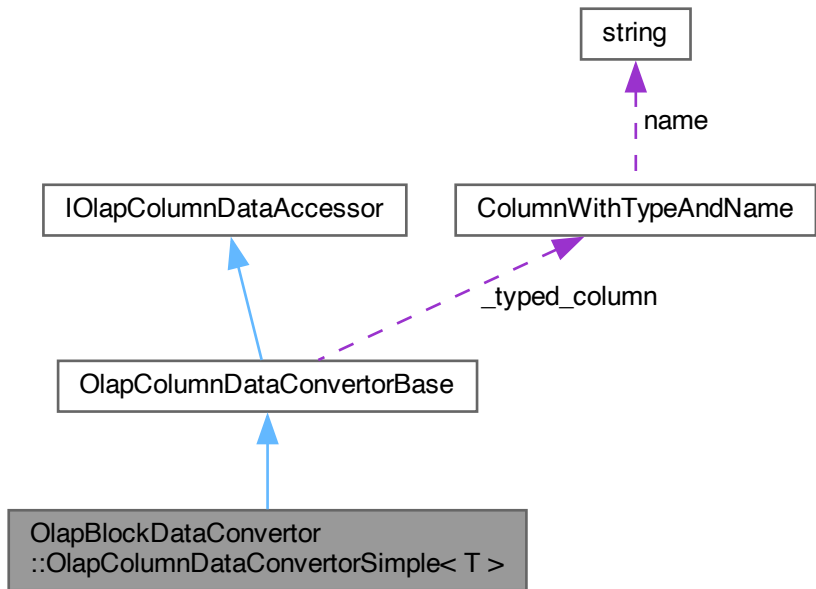 string
name
IOlapColumnDataAccessor
ColumnWithTypeAndName
_typed_column
OlapColumnDataConvertorBase
OlapBlockDataConvertor
::OlapColumnDataConvertorSimple< T >